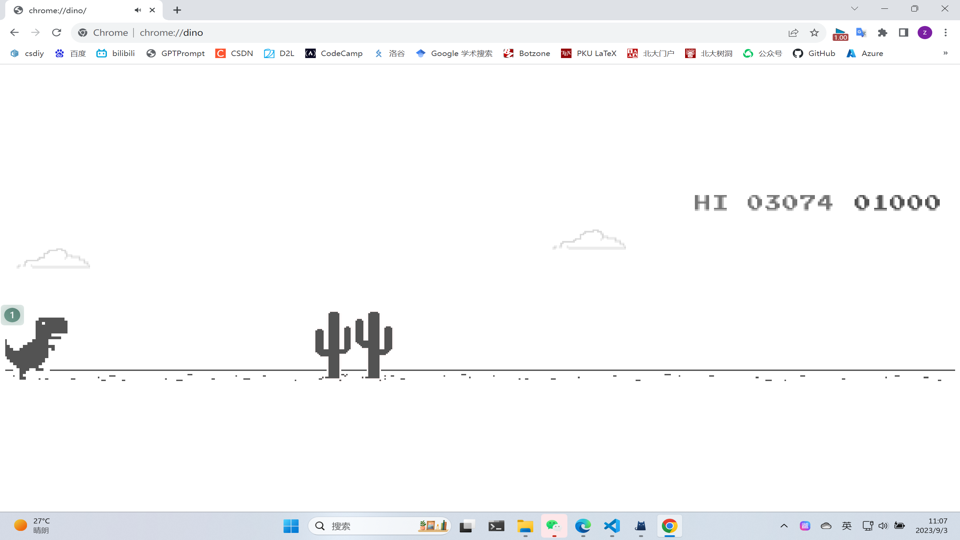 chrome://dino/
Chrome | chrome://dino
1.00
z
csdiy 百度 bilibili GPTPrompt CSDN D2L CodeCamp 洛谷 Google 学术搜索 Botzone PKU LaTeX 北大门户 北大树洞 公众号 GitHub Azure »
HI 03074 01000
1
27°C
晴朗
搜索
英
11:07
2023/9/3